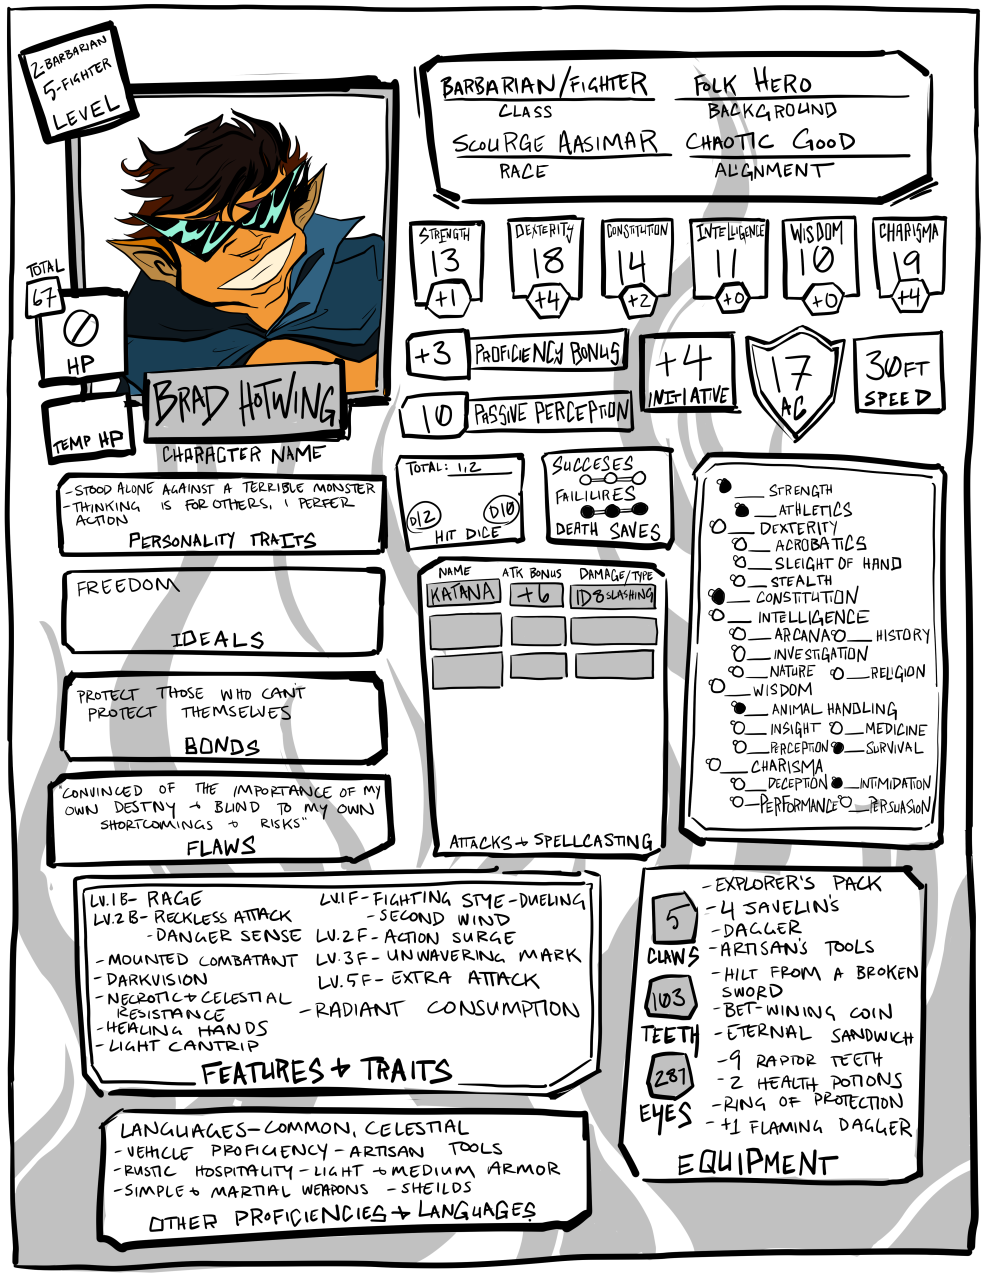 2-BARBARIAN
5-FIGHTER
LEVEL
BARBARIAN/FIGHTER
CLASS
FOLK HERO
BACKGROUND
SCOURGE AASIMAR
RACE
CHAOTIC GOOD
ALIGNMENT
STRENGTH
13
+1
DEXTERITY
18
+4
CONSTITUTION
14
+2
INTELLIGENCE
11
+0
WISDOM
10
+0
CHARISMA
19
+4
TOTAL
67
0
HP
TEMP HP
BRAD HOTWING
CHARACTER NAME
+3 PROFICIENCY BONUS
10 PASSIVE PERCEPTION
+4
INITIATIVE
17
AC
30FT
SPEED
-STOOD ALONE AGAINST A TERRIBLE MONSTER
-THINKING IS FOR OTHERS, I PERFER
ACTION
PERSONALITY TRAITS
FREEDOM
IDEALS
PROTECT THOSE WHO CAN'T
PROTECT THEMSELVES
BONDS
"CONVINCED OF THE IMPORTANCE OF MY
OWN DESTNY + BLIND TO MY OWN
SHORTCOMINGS + RISKS"
FLAWS
TOTAL: 1,2
D12
D10
HIT DICE
SUCCESES
FAILILIRES
DEATH SAVES
NAME ATK BONUS DAMAGE/TYPE
KATANA +6 1D8 SLASHING
ATTACKS + SPELLCASTING
STRENGTH
ATHLETICS
DEXTERITY
ACROBATICS
SLEIGHT OF HAND
STEALTH
CONSTITUTION
INTELLIGENCE
ARCANA HISTORY
INVESTIGATION
NATURE RELIGION
WISDOM
ANIMAL HANDLING
INSIGHT MEDICINE
PERCEPTION SURVIVAL
CHARISMA
DECEPTION INTIMIDATION
PERFORMANCE PERSUASION
LV.1B- RAGE
LV.2B- RECKLESS ATTACK
-DANGER SENSE
-MOUNTED COMBATANT
-DARKVISION
-NECROTIC + CELESTIAL
RESISTANCE
-HEALING HANDS
-LIGHT CANTRIP
LV.1F- FIGHTING STYE-DUELING
-SECOND WIND
LV.2F- ACTION SURGE
LV.3F- UNWAVERING MARK
LV.5F- EXTRA ATTACK
-RADIANT CONSUMPTION
FEATURES + TRAITS
LANGUAGES-COMMON, CELESTIAL
-VEHICLE PROFICIENCY -ARTISAN TOOLS
-RUSTIC HOSPITALITY -LIGHT + MEDIUM ARMOR
-SIMPLE + MARTIAL WEAPONS -SHEILDS
OTHER PROFICIENCIES + LANGUAGES
5
CLAWS
103
TEETH
287
EYES
-EXPLORER'S PACK
-4 JAVELIN'S
-DAGGER
-ARTISAN'S TOOLS
-HILT FROM A BROKEN
SWORD
-BET-WINING COIN
-ETERNAL SANDWICH
-9 RAPTOR TEETH
-2 HEALTH POTIONS
-RING OF PROTECTION
-+1 FLAMING DAGGER
EQUIPMENT